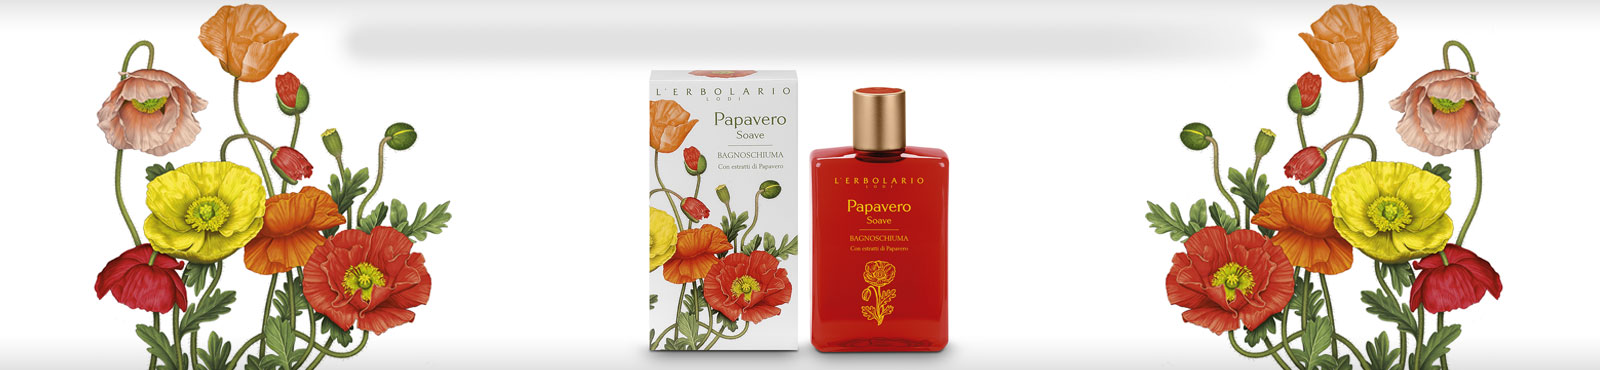 L'ERBOLARIO
LODI
Papavero
Soave
BAGNOSCHIUMA
Con estratti di Papavero
L'ERBOLARIO
LODI
Papavero
Soave
BAGNOSCHIUMA
Con estratti di Papavero